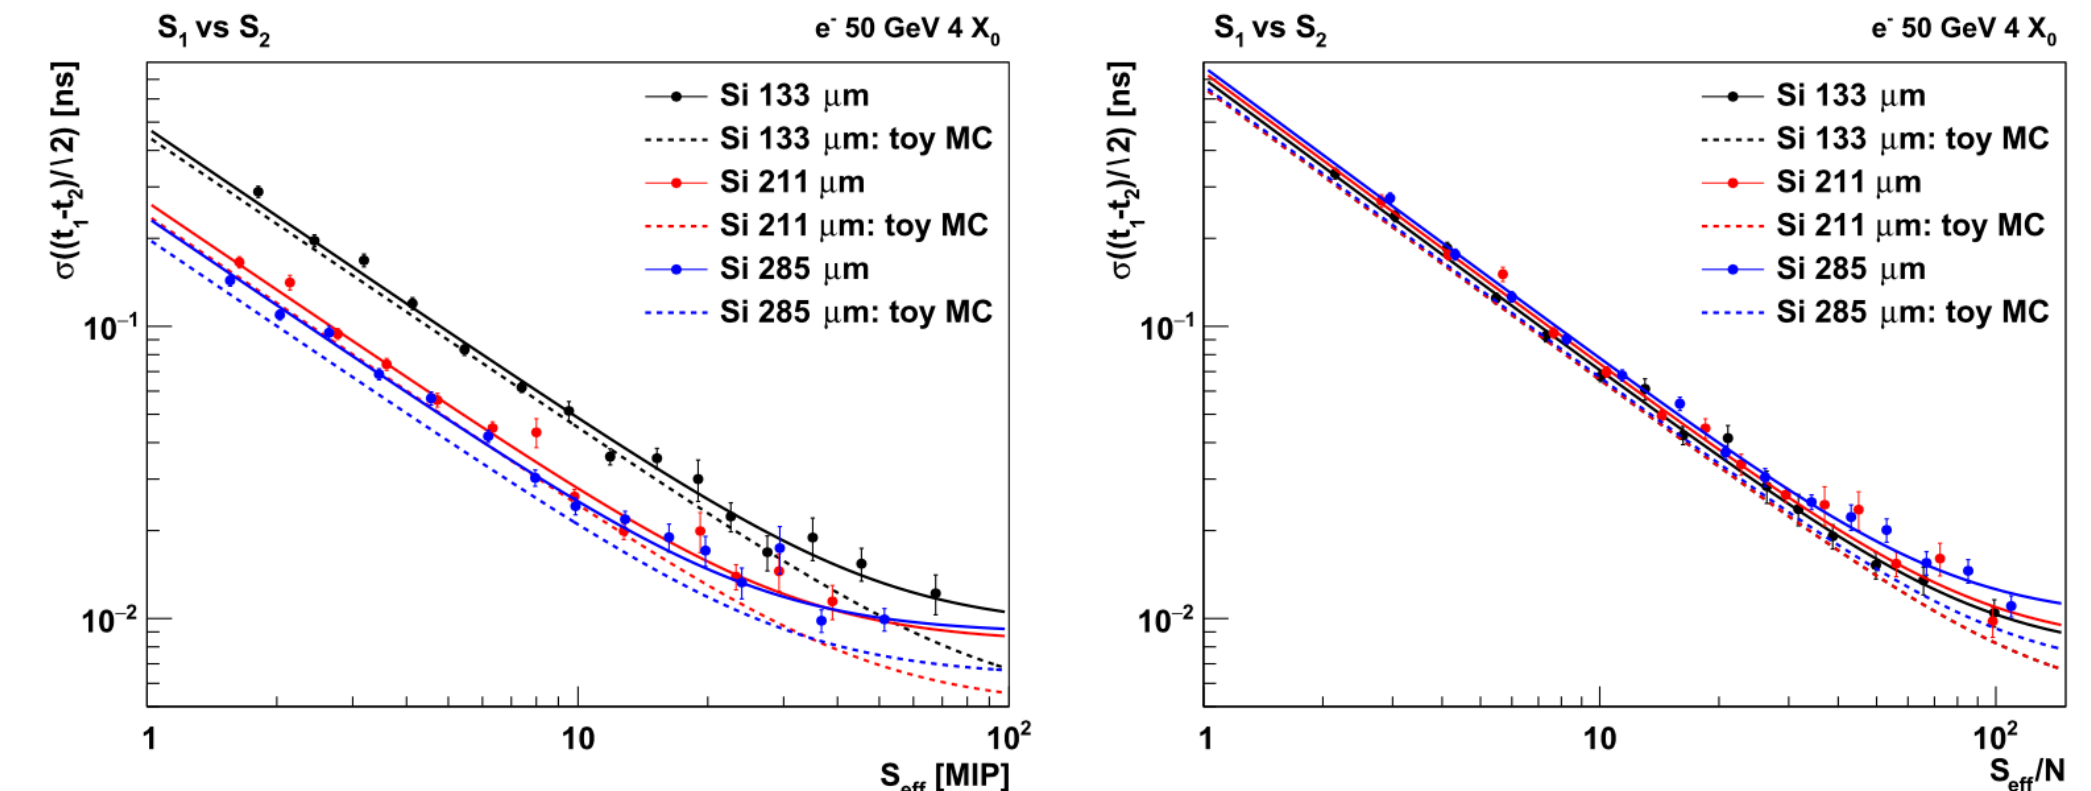 S1 vs S2
e- 50 GeV 4 X0
σ((t1-t2)/\2) [ns]
Si 133 μm
Si 133 μm: toy MC
Si 211 μm
Si 211 μm: toy MC
Si 285 μm
Si 285 μm: toy MC
10−1
10−2
1
10
102
Seff [MIP]
S1 vs S2
e- 50 GeV 4 X0
σ((t1-t2)/\2) [ns]
Si 133 μm
Si 133 μm: toy MC
Si 211 μm
Si 211 μm: toy MC
Si 285 μm
Si 285 μm: toy MC
10−1
10−2
1
10
102
Seff/N